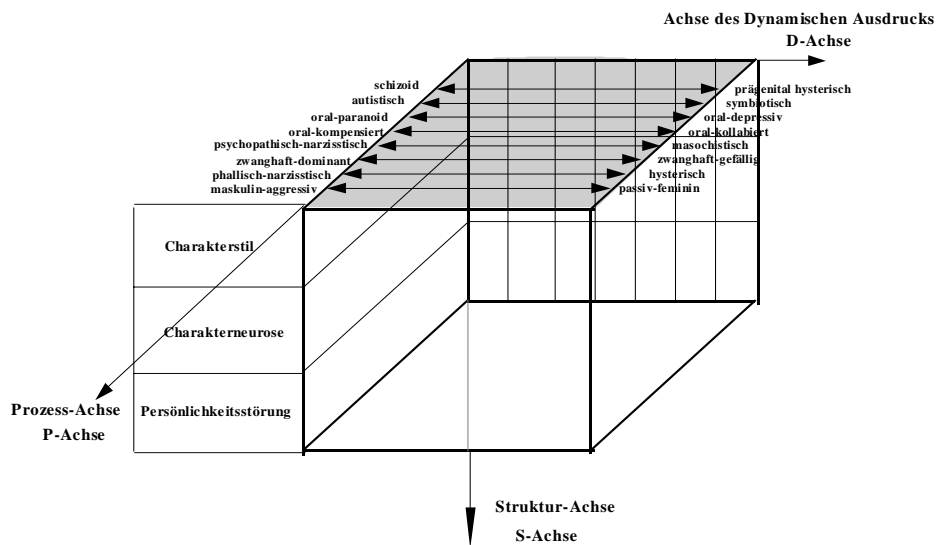 Achse des Dynamischen Ausdrucks
D-Achse
schizoid
autistisch
oral-paranoid
oral-kompensiert
psychopathisch-narzisstisch
zwanghaft-dominant
phallisch-narzisstisch
maskulin-aggressiv
prägenital hysterisch
symbiotisch
oral-depressiv
oral-kollabiert
masochistisch
zwanghaft-gefällig
hysterisch
passiv-feminin
Charakterstil
Charakterneurose
Persönlichkeitsstörung
Prozess-Achse
P-Achse
Struktur-Achse
S-Achse